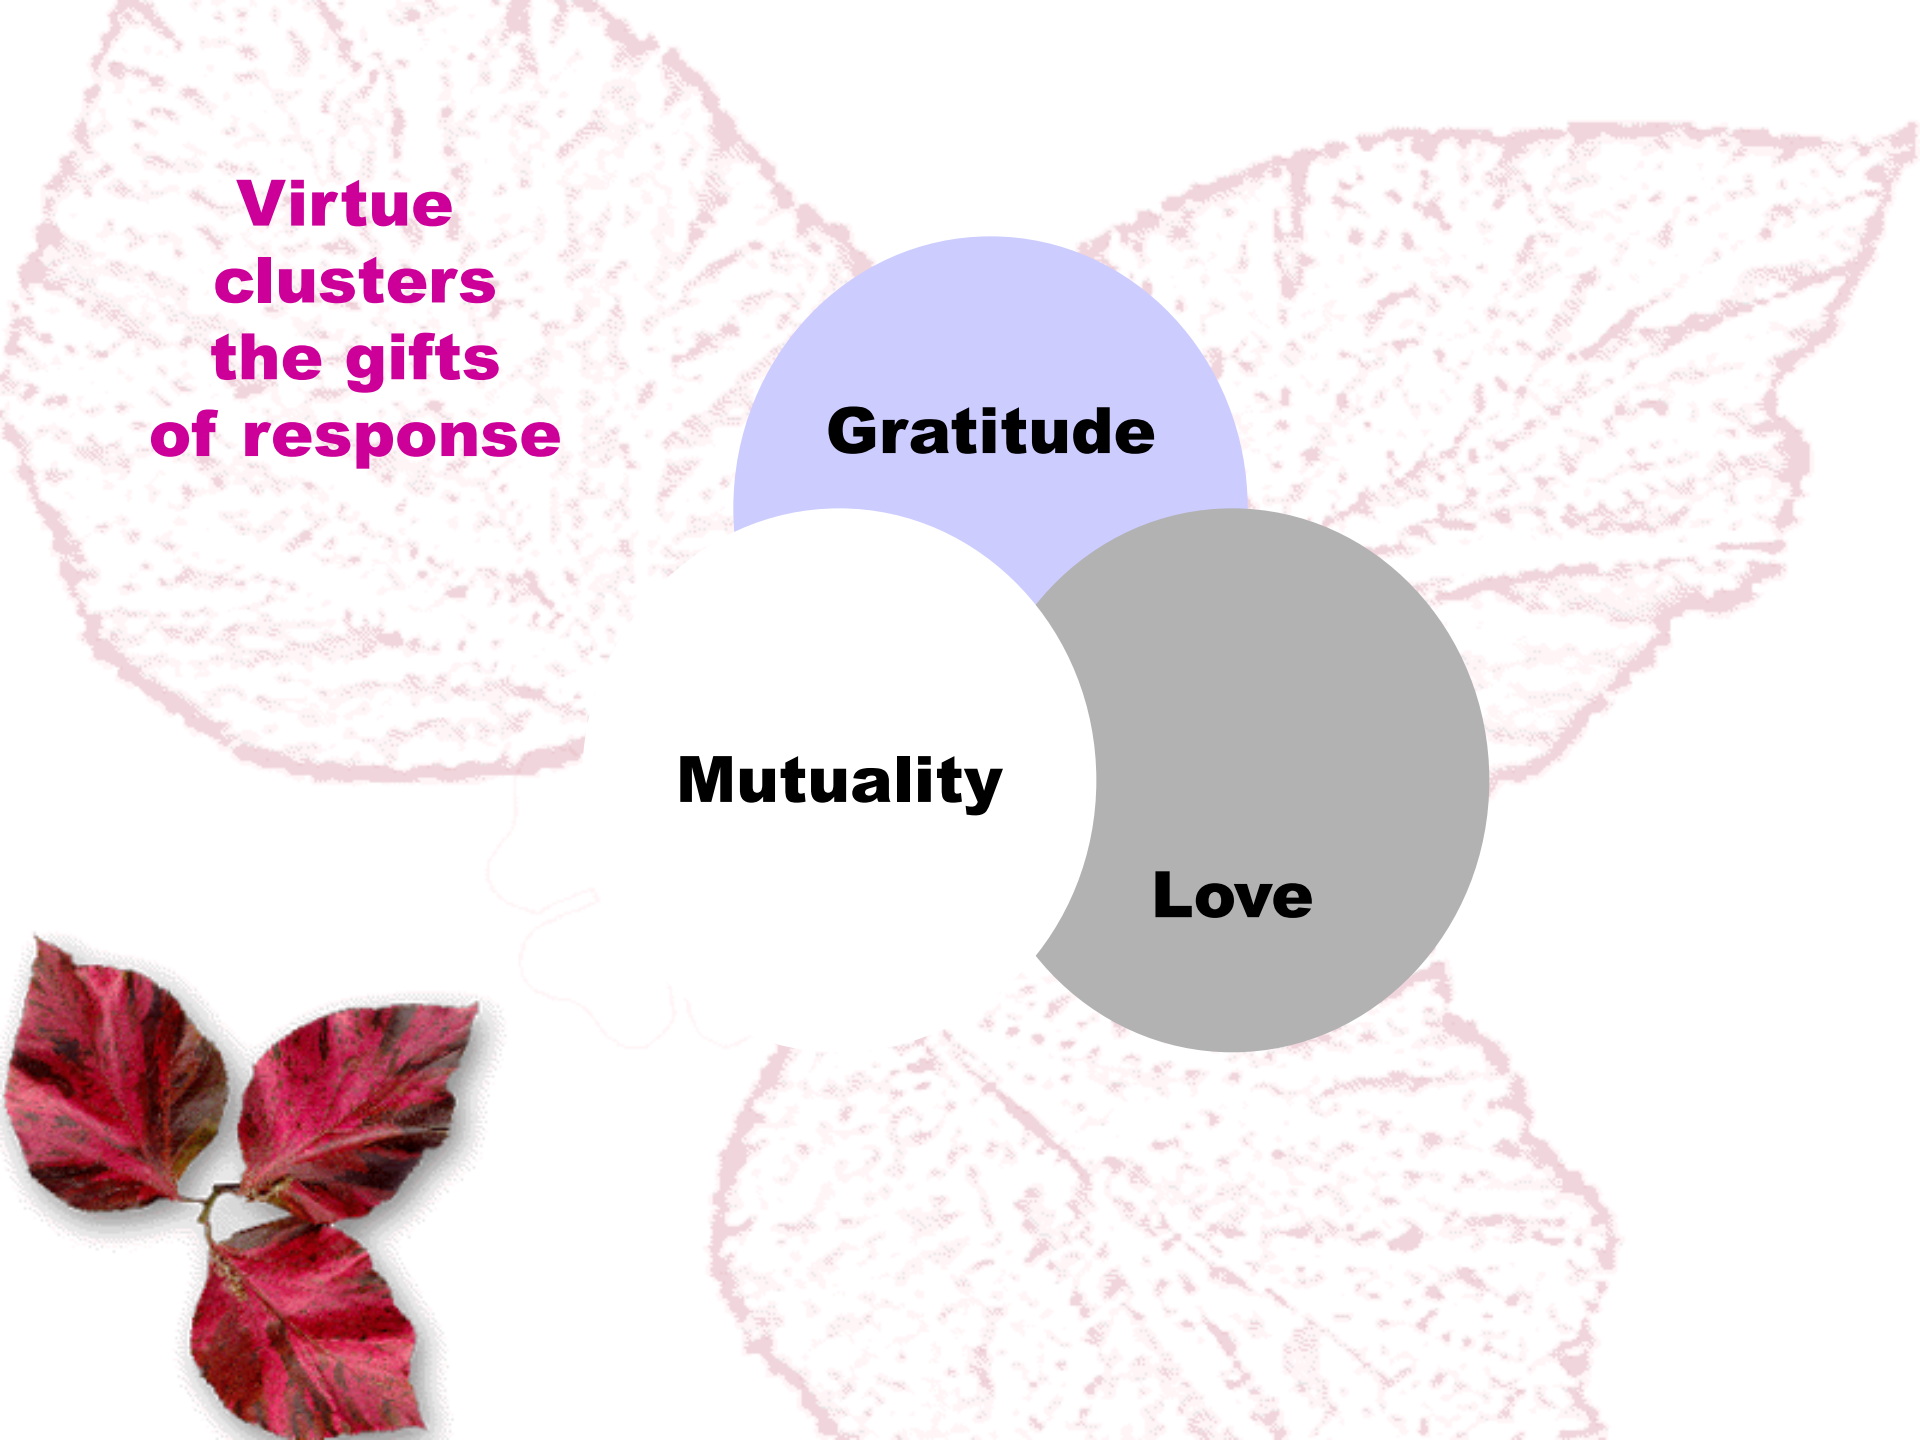 Virtue
clusters
the gifts
of response
Gratitude
Mutuality
Love